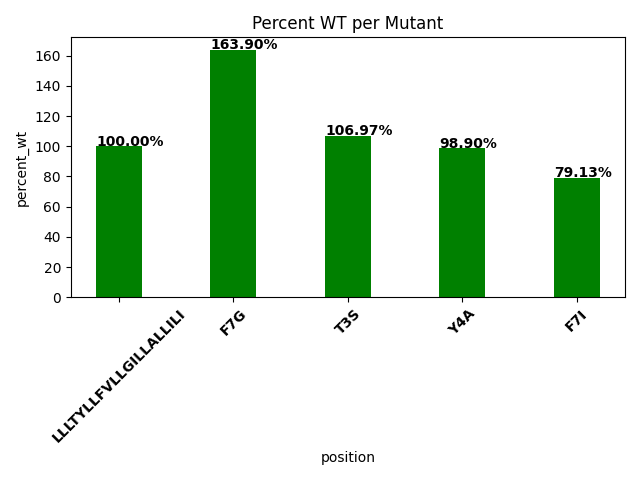 Percent WT per Mutant
percent_wt
160
140
120
100
80
60
40
20
0
100.00%
163.90%
106.97%
98.90%
79.13%
LLLTYLLFVLLGILLALLILI
F7G
T3S
Y4A
F7I
position